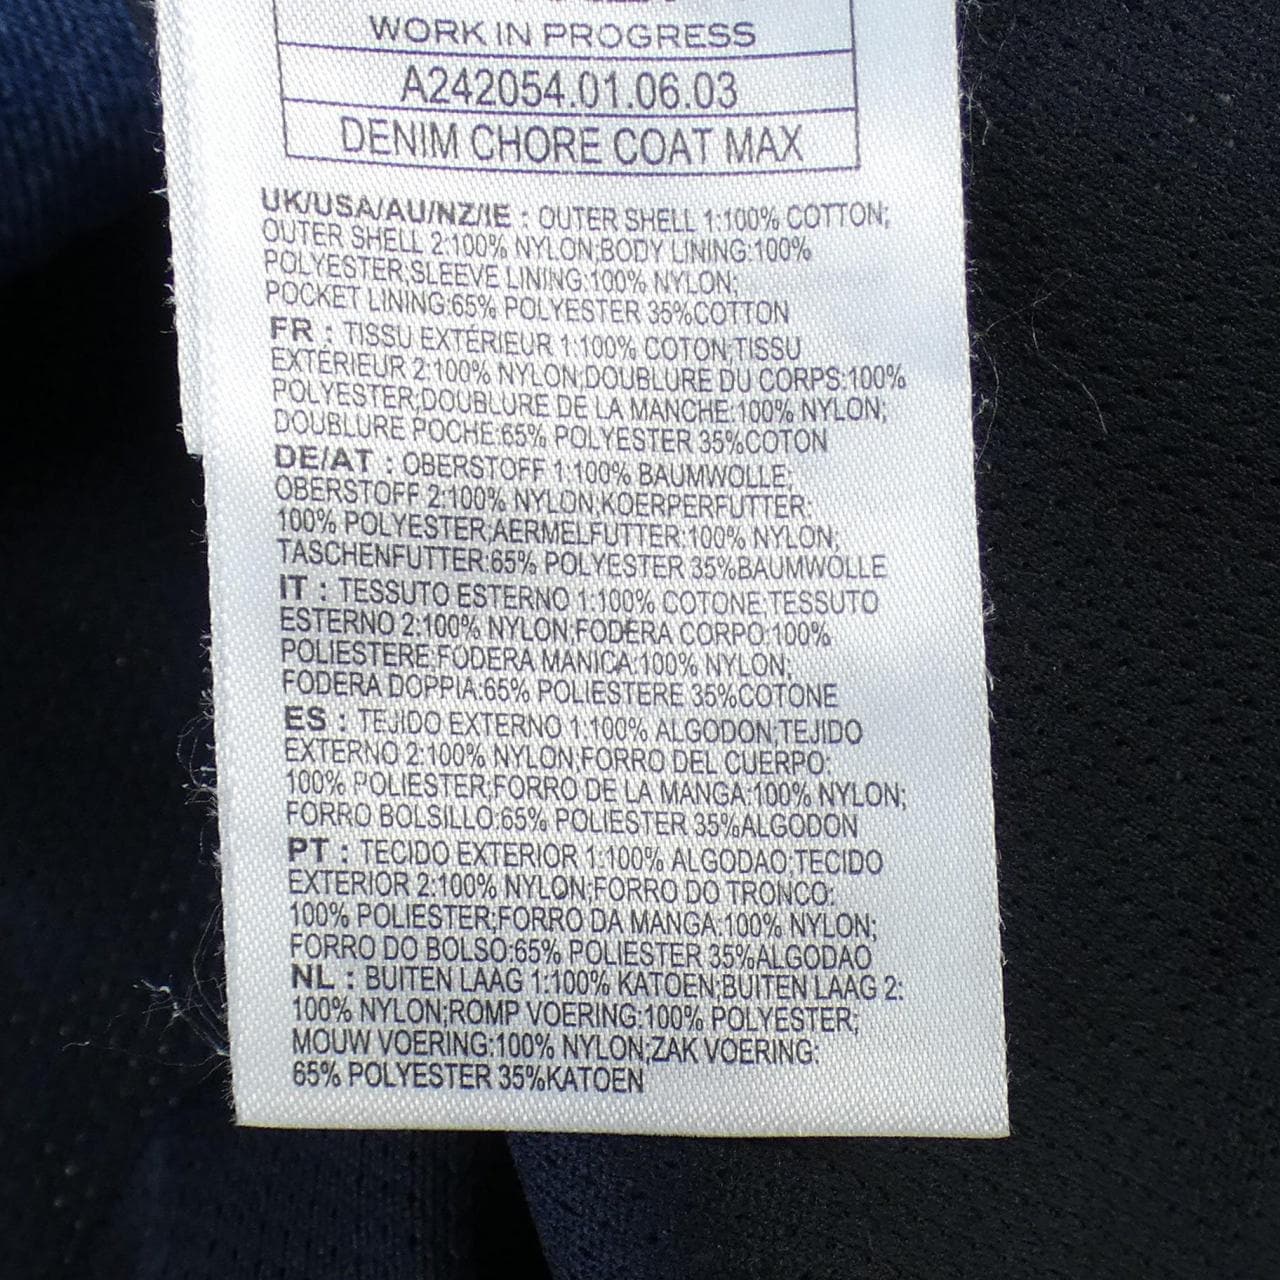 WORK IN PROGRESS
A242054.01.06.03
DENIM CHORE COAT MAX
UK/USA/AU/NZ/IE : OUTER SHELL 1:100% COTTON;
OUTER SHELL 2:100% NYLON;BODY LINING:100%
POLYESTER;SLEEVE LINING:100% NYLON;
POCKET LINING:65% POLYESTER 35%COTTON
FR : TISSU EXTÉRIEUR 1:100% COTON;TISSU
EXTÉRIEUR 2:100% NYLON;DOUBLURE DU CORPS:100%
POLYESTER;DOUBLURE DE LA MANCHE:100% NYLON;
DOUBLURE POCHE:65% POLYESTER 35%COTON
DE/AT : OBERSTOFF 1:100% BAUMWOLLE;
OBERSTOFF 2:100% NYLON;KOERPERFUTTER:
100% POLYESTER;AERMELFUTTER:100% NYLON;
TASCHENFUTTER:65% POLYESTER 35%BAUMWOLLE
IT : TESSUTO ESTERNO 1:100% COTONE;TESSUTO
ESTERNO 2:100% NYLON;FODERA CORPO:100%
POLIESTERE;FODERA MANICA:100% NYLON;
FODERA DOPPIA:65% POLIESTERE 35%COTONE
ES : TEJIDO EXTERNO 1:100% ALGODON;TEJIDO
EXTERNO 2:100% NYLON;FORRO DEL CUERPO:
100% POLIESTER;FORRO DE LA MANGA:100% NYLON;
FORRO BOLSILLO:65% POLIESTER 35%ALGODON
PT : TECIDO EXTERIOR 1:100% ALGODAO;TECIDO
EXTERIOR 2:100% NYLON;FORRO DO TRONCO:
100% POLIESTER;FORRO DA MANGA:100% NYLON;
FORRO DO BOLSO:65% POLIESTER 35%ALGODAO
NL : BUITEN LAAG 1:100% KATOEN;BUITEN LAAG 2:
100% NYLON;ROMP VOERING:100% POLYESTER;
MOUW VOERING:100% NYLON;ZAK VOERING:
65% POLYESTER 35%KATOEN